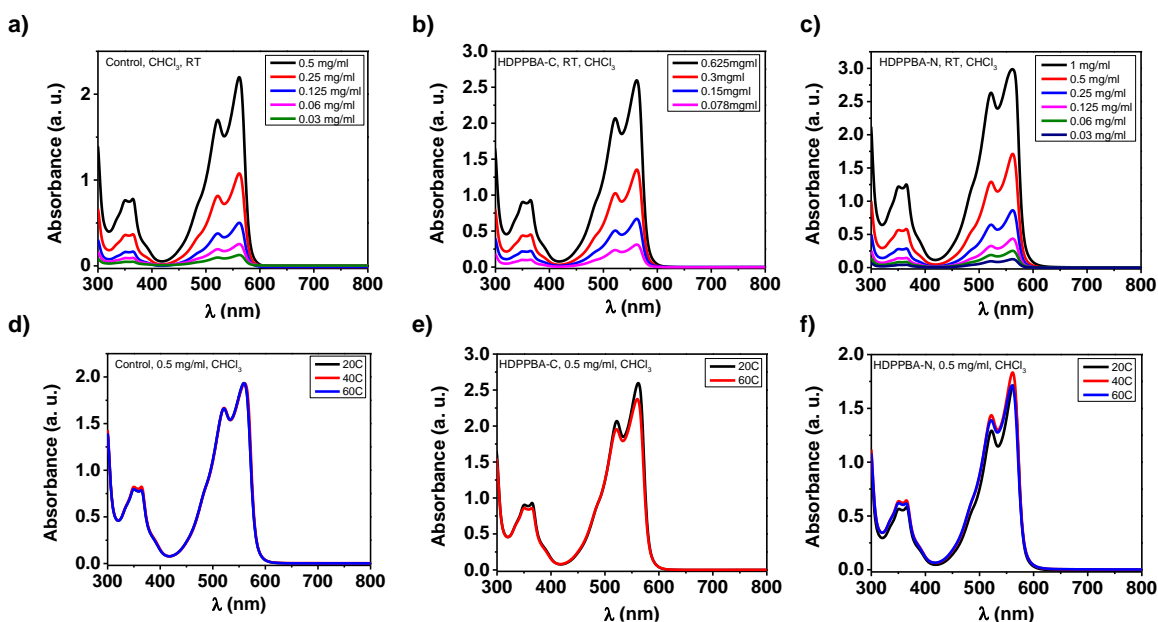 a)
Control, CHCl₃, RT
0.5 mg/ml
0.25 mg/ml
0.125 mg/ml
0.06 mg/ml
0.03 mg/ml
2
1
0
300 400 500 600 700 800
Absorbance (a. u.)
λ (nm)
b)
HDPPBA-C, RT, CHCl₃
0.625mgml
0.3mgml
0.15mgml
0.078mgml
3.0
2.5
2.0
1.5
1.0
0.5
0.0
300 400 500 600 700 800
Absorbance (a. u.)
λ (nm)
c)
HDPPBA-N, RT, CHCl₃
1 mg/ml
0.5 mg/ml
0.25 mg/ml
0.125 mg/ml
0.06 mg/ml
0.03 mg/ml
3.0
2.5
2.0
1.5
1.0
0.5
0.0
300 400 500 600 700 800
Absorbance (a. u.)
λ (nm)
d)
Control, 0.5 mg/ml, CHCl₃
20C
40C
60C
2.0
1.5
1.0
0.5
0.0
300 400 500 600 700 800
Absorbance (a. u.)
λ (nm)
e)
HDPPBA-C, 0.5 mg/ml, CHCl₃
20C
60C
3.0
2.5
2.0
1.5
1.0
0.5
0.0
300 400 500 600 700 800
Absorbance (a. u.)
λ (nm)
f)
HDPPBA-N, 0.5 mg/ml, CHCl₃
20C
40C
60C
2.0
1.5
1.0
0.5
0.0
300 400 500 600 700 800
Absorbance (a. u.)
λ (nm)